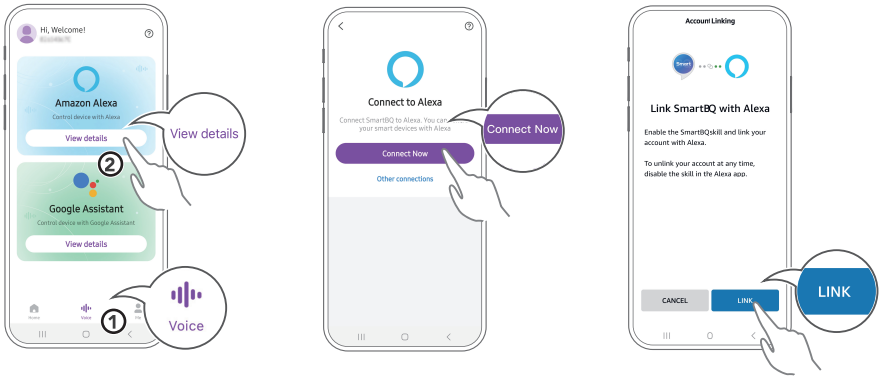 Hi, Welcome!
Amazon Alexa
Control device with Alexa
View details
View details
2
Google Assistant
Control device with Google Assistant
View details
Home
Voice
Me
1
Voice
Connect to Alexa
Connect SmartBQ to Alexa. You can
your smart devices with Alexa
Connect Now
Connect Now
Other connections
Account Linking
Smart
Link SmartBQ with Alexa
Enable the SmartBQskill and link your
account with Alexa.
To unlink your account at any time,
disable the skill in the Alexa app.
CANCEL
LINK
LINK